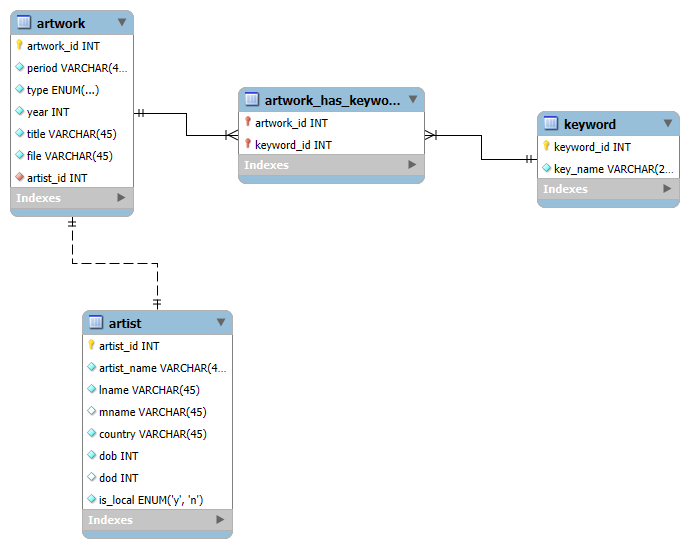 artwork
artwork_id INT
period VARCHAR(4...
type ENUM(...)
year INT
title VARCHAR(45)
file VARCHAR(45)
artist_id INT
Indexes
artwork_has_keywo...
artwork_id INT
keyword_id INT
Indexes
keyword
keyword_id INT
key_name VARCHAR(2...
Indexes
artist
artist_id INT
artist_name VARCHAR(4...
lname VARCHAR(45)
mname VARCHAR(45)
country VARCHAR(45)
dob INT
dod INT
is_local ENUM('y', 'n')
Indexes